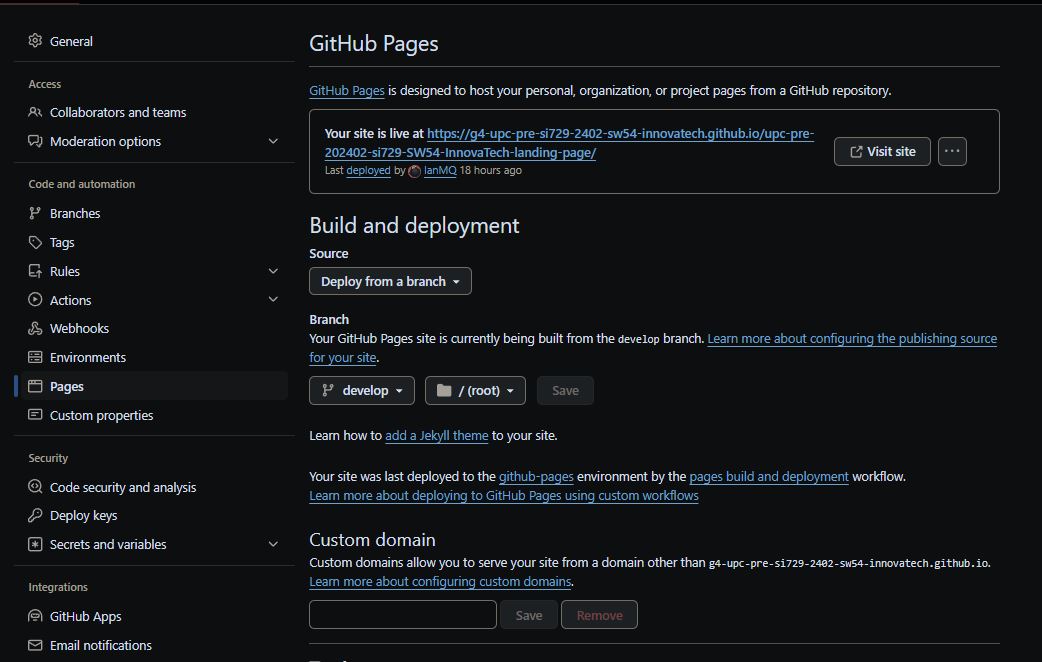 General
Access
Collaborators and teams
Moderation options
Code and automation
Branches
Tags
Rules
Actions
Webhooks
Environments
Pages
Custom properties
Security
Code security and analysis
Deploy keys
Secrets and variables
Integrations
GitHub Apps
Email notifications
GitHub Pages
GitHub Pages is designed to host your personal, organization, or project pages from a GitHub repository.
Your site is live at https://g4-upc-pre-si729-2402-sw54-innovatech.github.io/upc-pre-
202402-si729-SW54-InnovaTech-landing-page/
Last deployed by IanMQ 18 hours ago
Visit site
Build and deployment
Source
Deploy from a branch
Branch
Your GitHub Pages site is currently being built from the develop branch. Learn more about configuring the publishing source
for your site.
develop
/ (root)
Save
Learn how to add a Jekyll theme to your site.
Your site was last deployed to the github-pages environment by the pages build and deployment workflow.
Learn more about deploying to GitHub Pages using custom workflows
Custom domain
Custom domains allow you to serve your site from a domain other than g4-upc-pre-si729-2402-sw54-innovatech.github.io.
Learn more about configuring custom domains.
Save
Remove